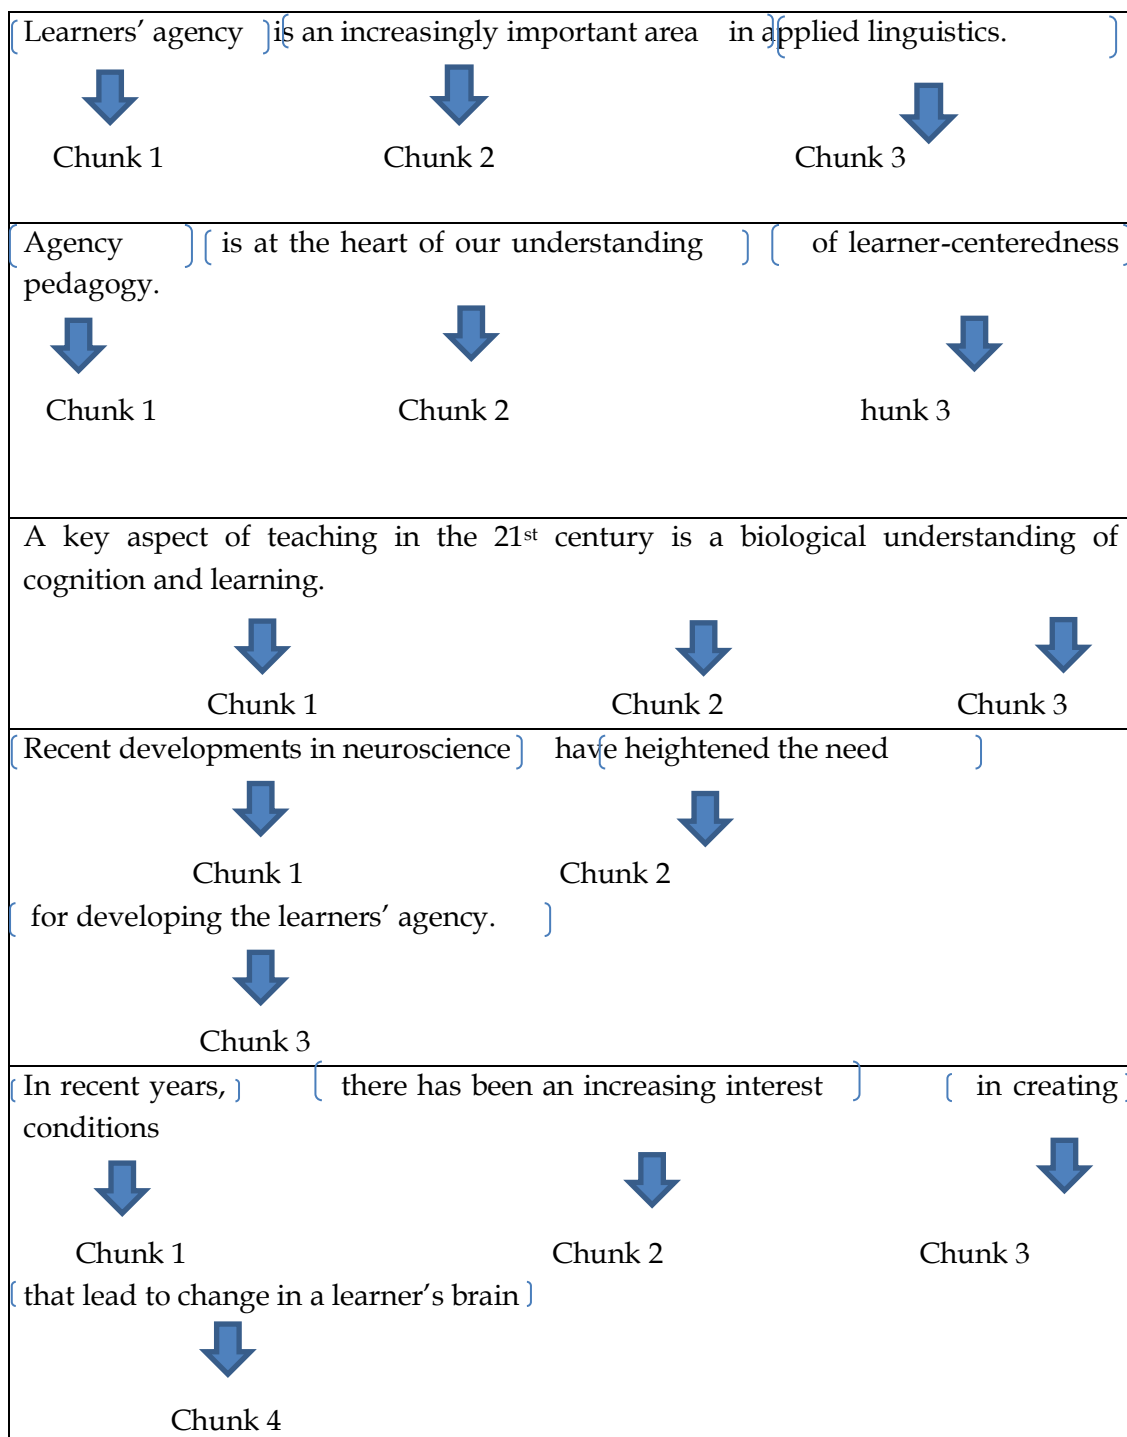 Learners’ agency is an increasingly important area in applied linguistics.
Chunk 1 Chunk 2 Chunk 3
Agency is at the heart of our understanding of learner-centeredness
pedagogy.
Chunk 1 Chunk 2 hunk 3
A key aspect of teaching in the 21st century is a biological understanding of
cognition and learning.
Chunk 1 Chunk 2 Chunk 3
Recent developments in neuroscience have heightened the need
Chunk 1 Chunk 2
for developing the learners’ agency.
Chunk 3
In recent years, there has been an increasing interest in creating
conditions
Chunk 1 Chunk 2 Chunk 3
that lead to change in a learner’s brain
Chunk 4